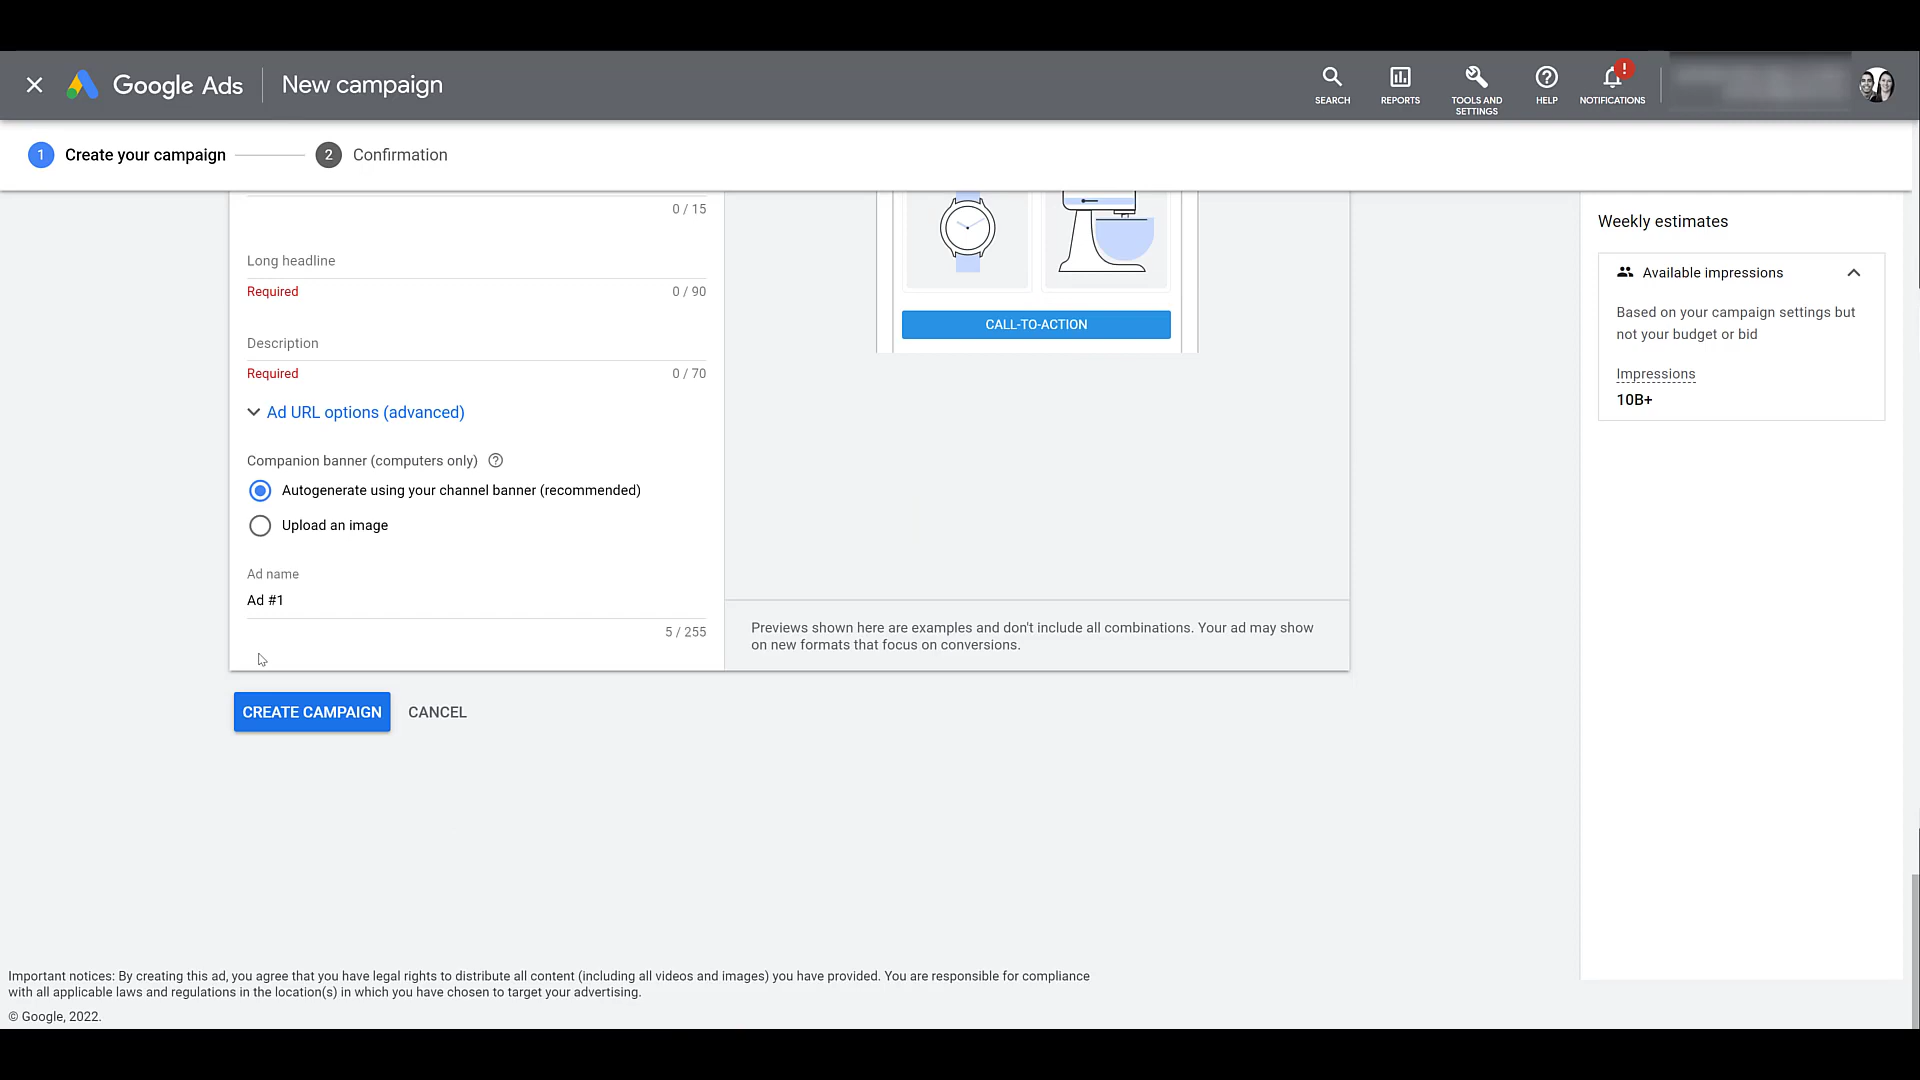 Google Ads
New campaign
SEARCH
REPORTS
TOOLS AND
SETTINGS
HELP
!
NOTIFICATIONS
1
Create your campaign
2
Confirmation
0 / 15
Long headline
Required
0 / 90
Description
Required
0 / 70
Ad URL options (advanced)
Companion banner (computers only)
?
Autogenerate using your channel banner (recommended)
Upload an image
Ad name
Ad #1
5 / 255
CREATE CAMPAIGN
CANCEL
CALL-TO-ACTION
Previews shown here are examples and don't include all combinations. Your ad may show
on new formats that focus on conversions.
Weekly estimates
Available impressions
Based on your campaign settings but
not your budget or bid
Impressions
10B+
Important notices: By creating this ad, you agree that you have legal rights to distribute all content (including all videos and images) you have provided. You are responsible for compliance
with all applicable laws and regulations in the location(s) in which you have chosen to target your advertising.
© Google, 2022.